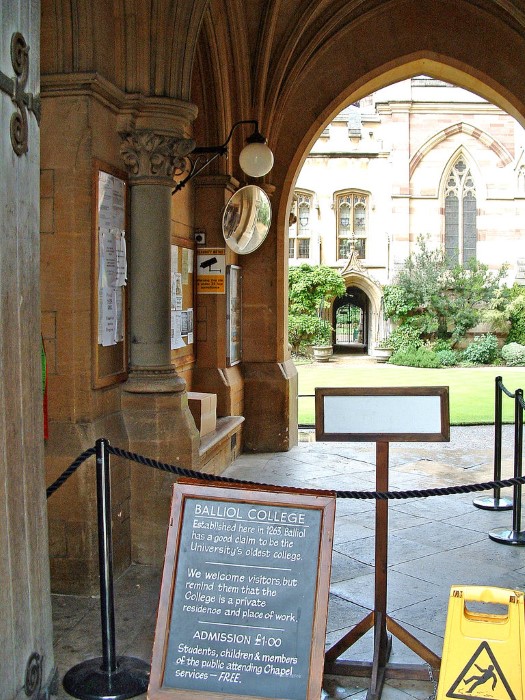 BALLIOL COLLEGE
Established here in 1263, Balliol
has a good claim to be the
University's oldest college.
We welcome visitors, but
remind them that the
College is a private
residence and place of work.
ADMISSION £1·00
Students, children & members
of the public attending Chapel
services — FREE.